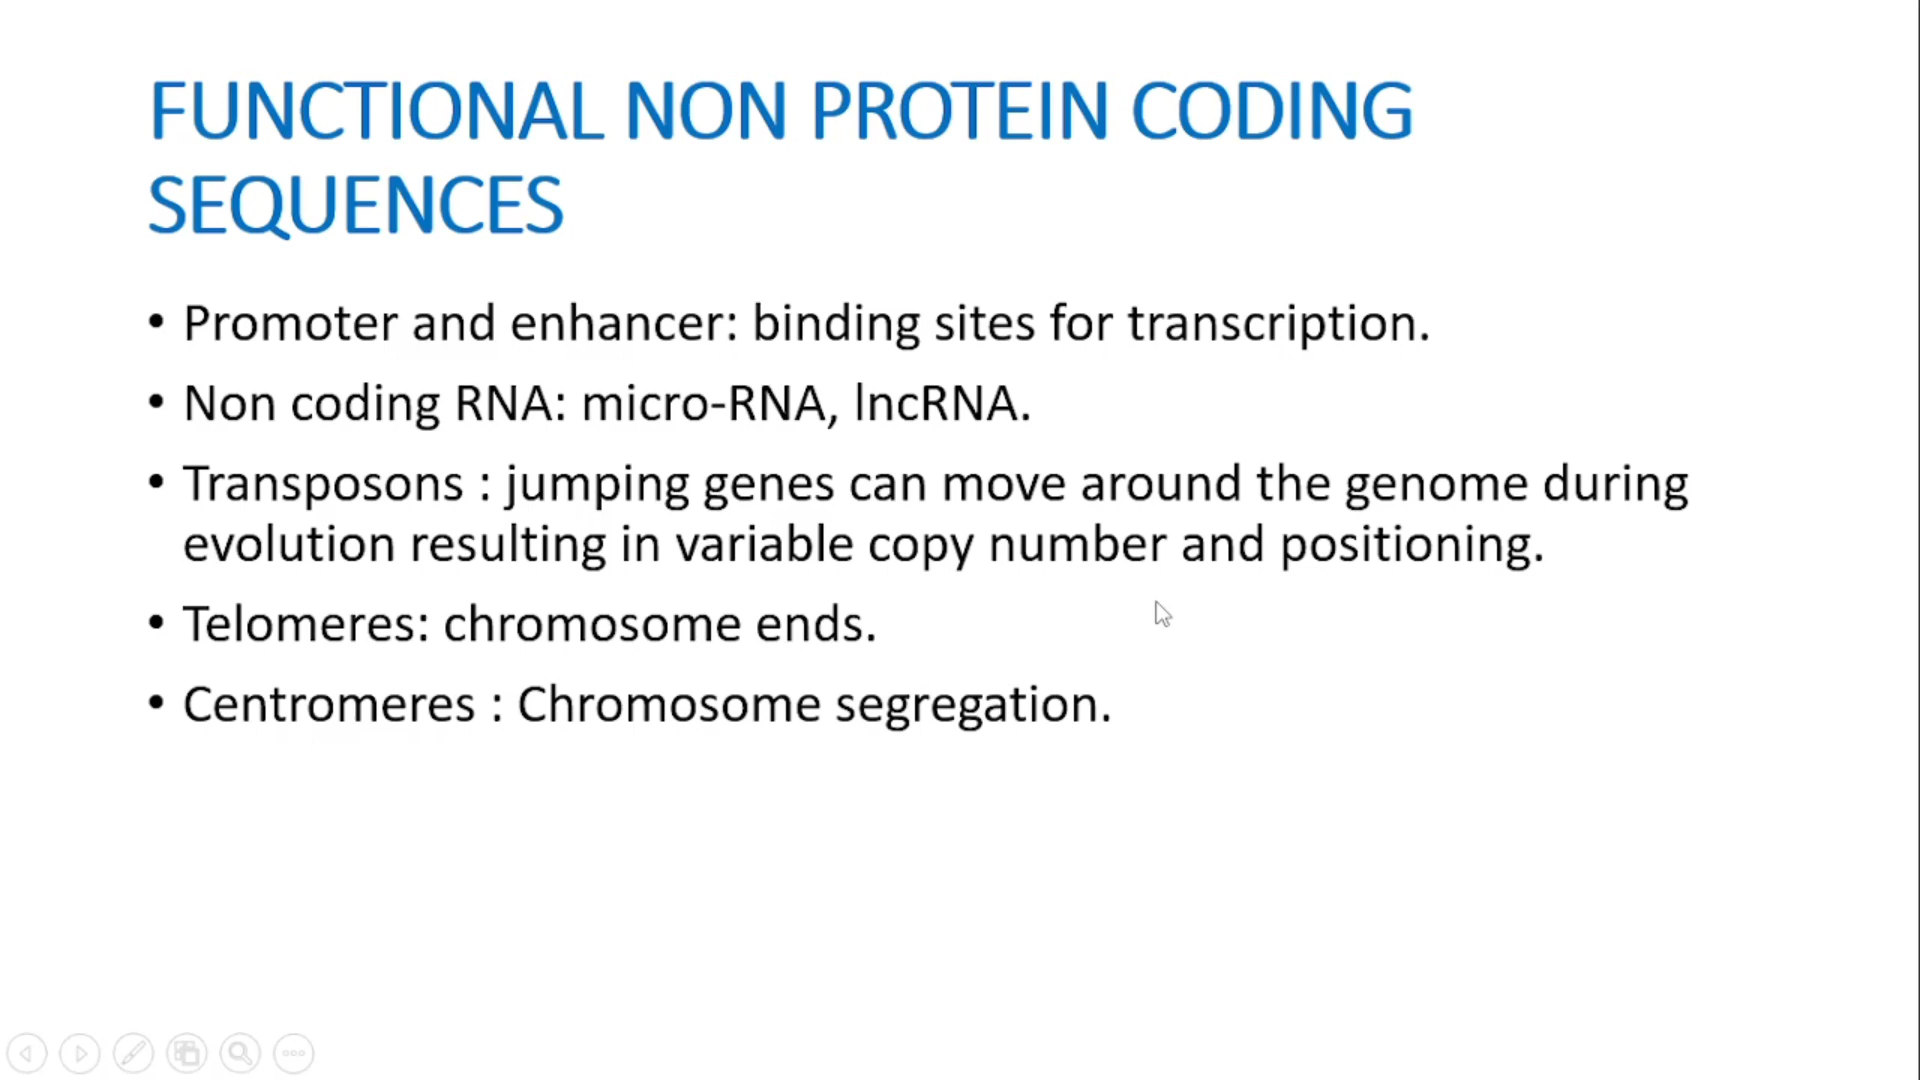 FUNCTIONAL NON PROTEIN CODING
SEQUENCES
• Promoter and enhancer: binding sites for transcription.
• Non coding RNA: micro-RNA, lncRNA.
• Transposons : jumping genes can move around the genome during
evolution resulting in variable copy number and positioning.
• Telomeres: chromosome ends.
• Centromeres : Chromosome segregation.